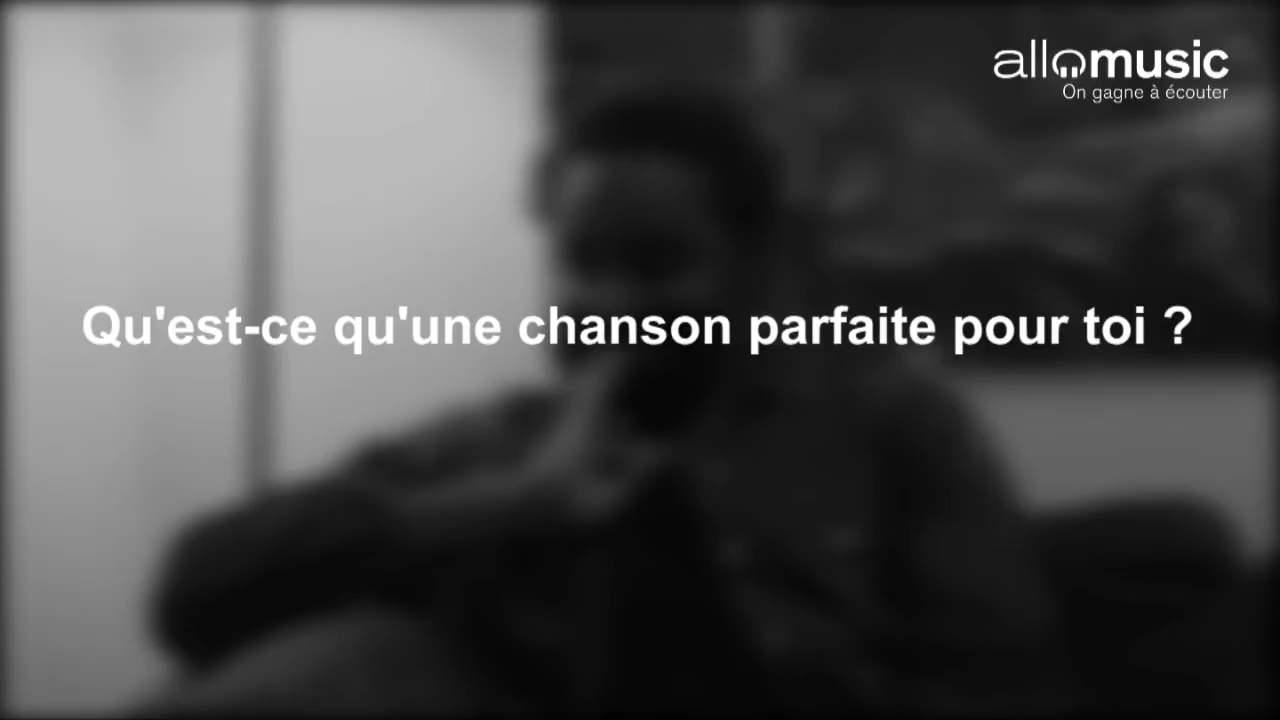 allomusic
On gagne à écouter
Qu'est-ce qu'une chanson parfaite pour toi ?